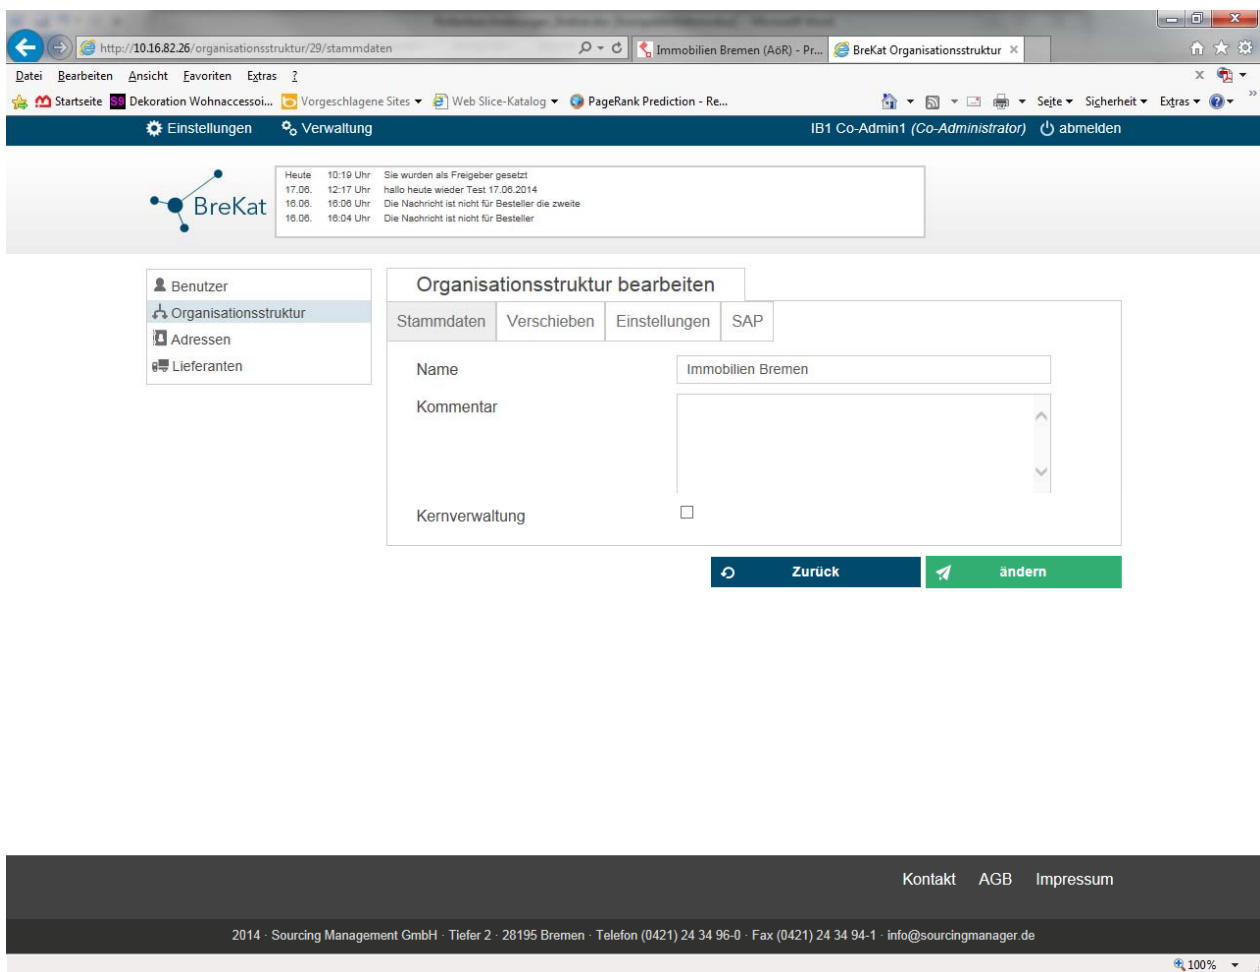 http://10.16.82.26/organisationsstruktur/29/stammdaten
Immobilien Bremen (AöR) - Pr...
BreKat Organisationsstruktur
Datei Bearbeiten Ansicht Favoriten Extras ?
Startseite S9 Dekoration Wohnaccessoi... Vorgeschlagene Sites Web Slice-Katalog PageRank Prediction - Re... Seite Sicherheit Extras
Einstellungen Verwaltung IB1 Co-Admin1 (Co-Administrator) abmelden
BreKat
Heute 10:19 Uhr Sie wurden als Freigeber gesetzt
17.06. 12:17 Uhr hallo heute wieder Test 17.06.2014
16.06. 16:06 Uhr Die Nachricht ist nicht für Besteller die zweite
16.06. 16:04 Uhr Die Nachricht ist nicht für Besteller
Benutzer
Organisationsstruktur
Adressen
Lieferanten
Organisationsstruktur bearbeiten
Stammdaten Verschieben Einstellungen SAP
Name Immobilien Bremen
Kommentar
Kernverwaltung
Zurück ändern
Kontakt AGB Impressum
2014 · Sourcing Management GmbH · Tiefer 2 · 28195 Bremen · Telefon (0421) 24 34 96-0 · Fax (0421) 24 34 94-1 · info@sourcingmanager.de
100%